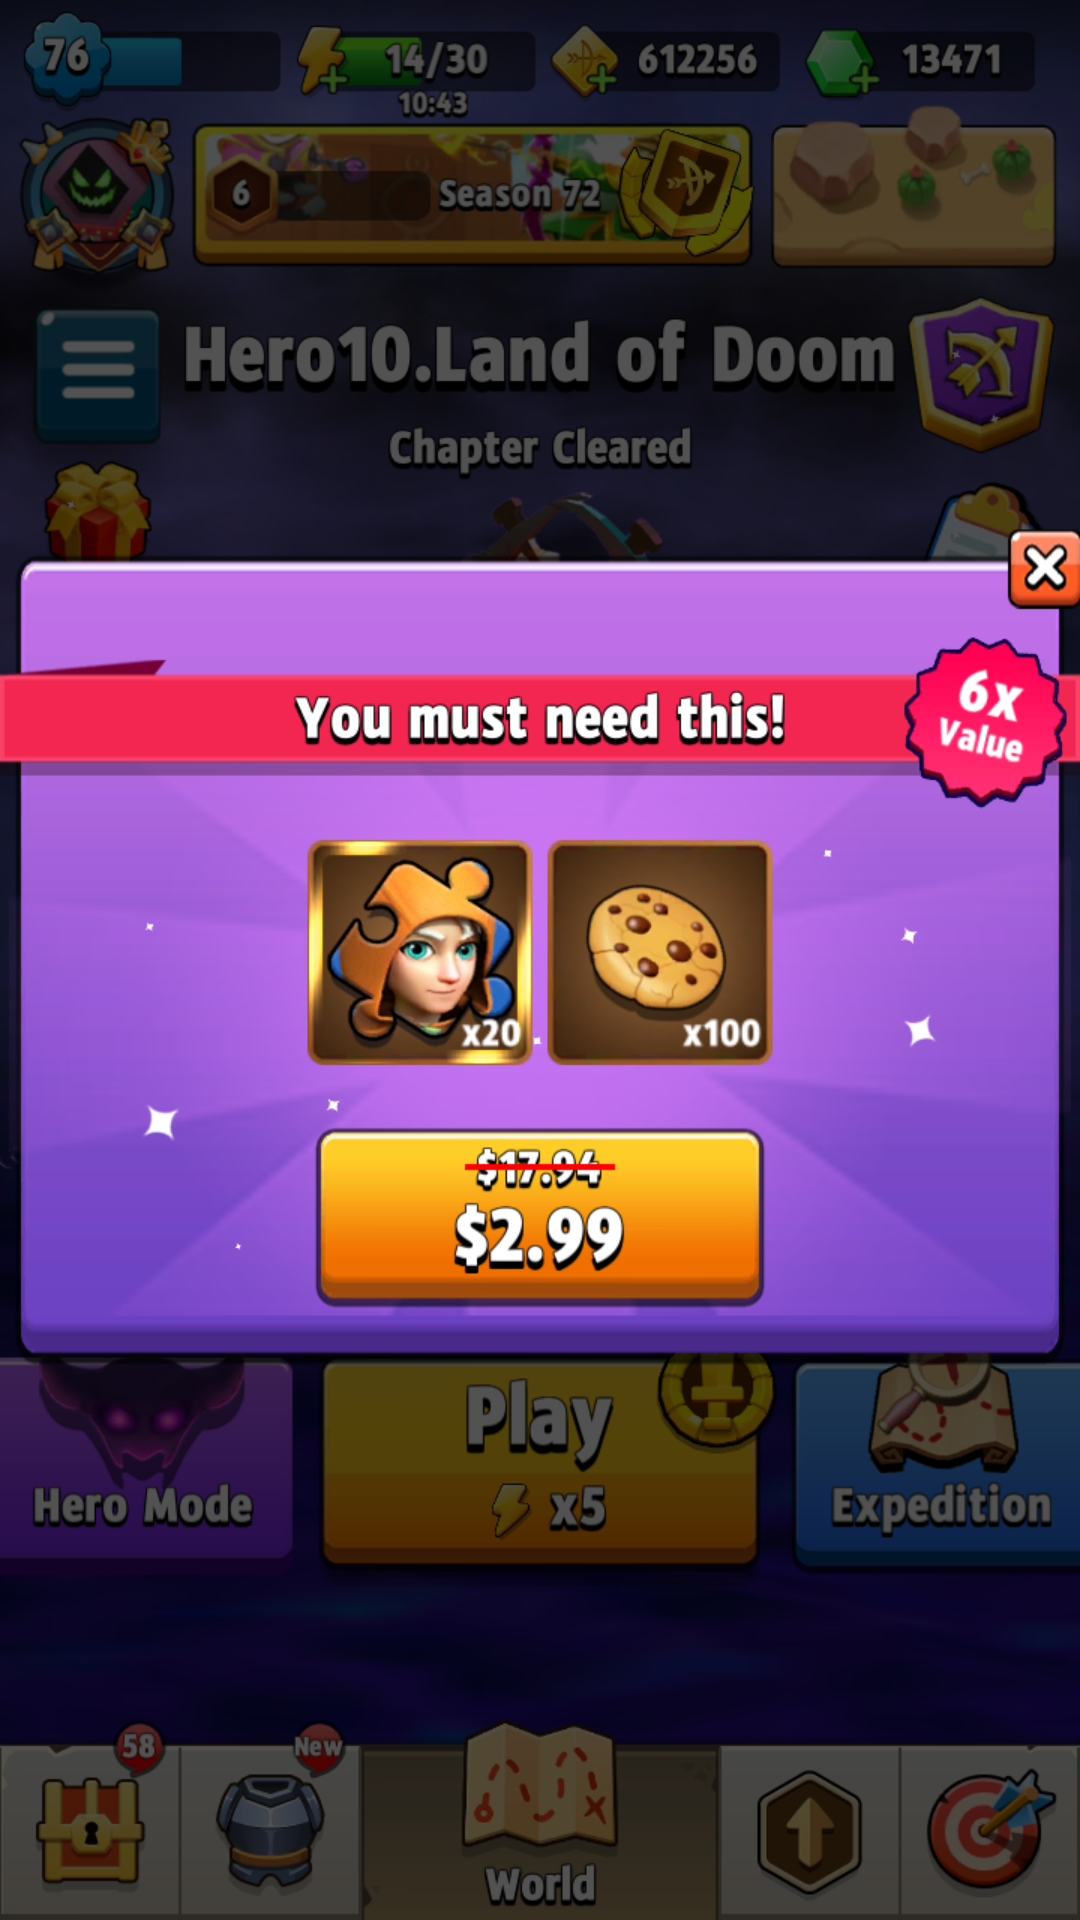 76
14/30
612256
13471
10:43
6
Season 72
Hero10.Land of Doom
Chapter Cleared
6x
Value
You must need this!
x20
x100
$17.94
$2.99
Play
x5
Hero Mode
Expedition
58
New
World